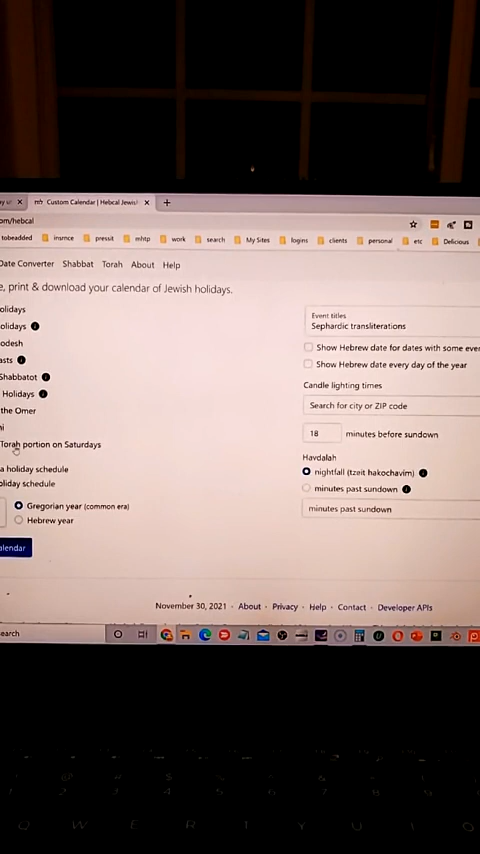 Custom Calendar | Hebcal Jewis
om/hebcal
tobeadded insrnce pressit mhtp work search My Sites logins clients personal etc Delicious
Date Converter Shabbat Torah About Help
e, print & download your calendar of Jewish holidays.
olidays
olidays
odesh
asts
Shabbatot
Holidays
the Omer
mi
Torah portion on Saturdays
a holiday schedule
oliday schedule
Gregorian year (common era)
Hebrew year
alendar
Event titles
Sephardic transliterations
Show Hebrew date for dates with some ever
Show Hebrew date every day of the year
Candle lighting times
Search for city or ZIP code
18 minutes before sundown
Havdalah
nightfall (tzeit hakochavim)
minutes past sundown
minutes past sundown
November 30, 2021 · About · Privacy · Help · Contact · Developer APIs
earch
Q W E R T Y U I O